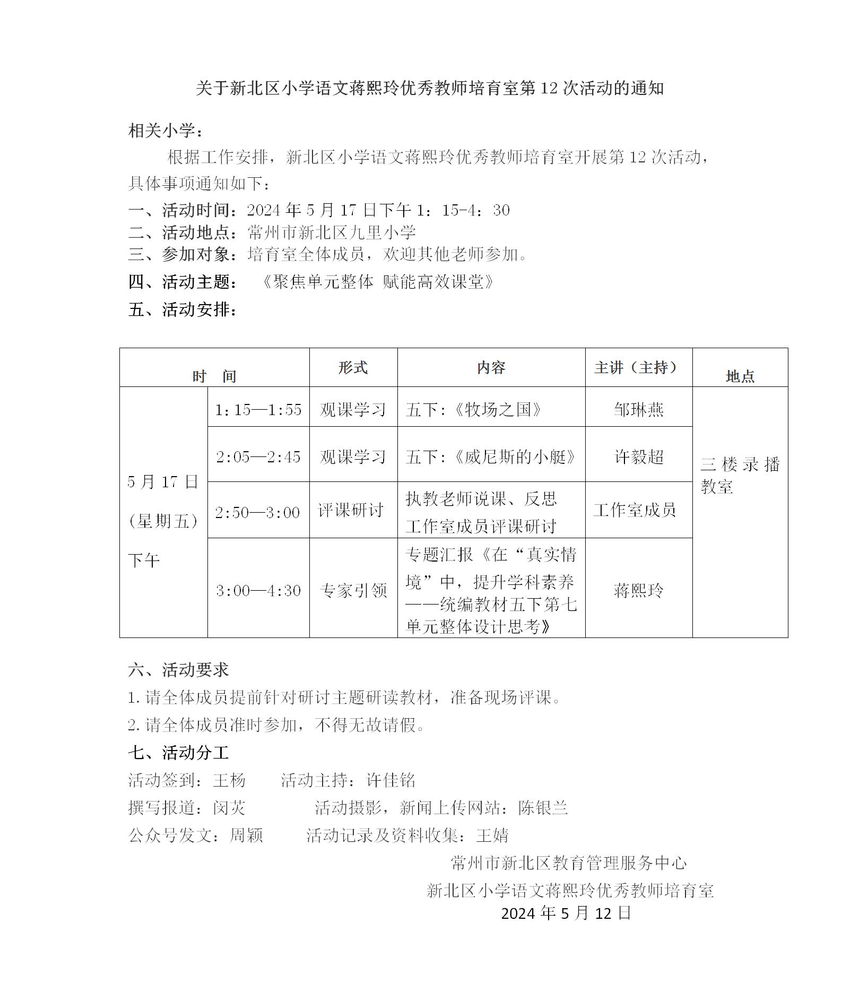 关于新北区小学语文蒋熙玲优秀教师培育室第 12 次活动的通知
相关小学：
根据工作安排，新北区小学语文蒋熙玲优秀教师培育室开展第 12 次活动，
具体事项通知如下：
一、活动时间：2024 年 5 月 17 日下午 1：15-4：30
二、活动地点：常州市新北区九里小学
三、参加对象：培育室全体成员，欢迎其他老师参加。
四、活动主题：《聚焦单元整体 赋能高效课堂》
五、活动安排：
时 间 形式 内容 主讲（主持） 地点
5 月 17 日
(星期五)
下午
1：15—1:55 观课学习 五下:《牧场之国》 邹琳燕
2:05—2:45 观课学习 五下:《威尼斯的小艇》 许毅超
2:50—3:00 评课研讨 执教老师说课、反思
工作室成员评课研讨 工作室成员
3:00—4:30 专家引领 专题汇报《在“真实情
境”中，提升学科素养
——统编教材五下第七
单元整体设计思考》 蒋熙玲
三楼录播
教室
六、活动要求
1.请全体成员提前针对研讨主题研读教材，准备现场评课。
2.请全体成员准时参加，不得无故请假。
七、活动分工
活动签到：王杨 活动主持：许佳铭
撰写报道：闵芵 活动摄影，新闻上传网站：陈银兰
公众号发文：周颖 活动记录及资料收集：王婧
常州市新北区教育管理服务中心
新北区小学语文蒋熙玲优秀教师培育室
2024 年 5 月 12 日